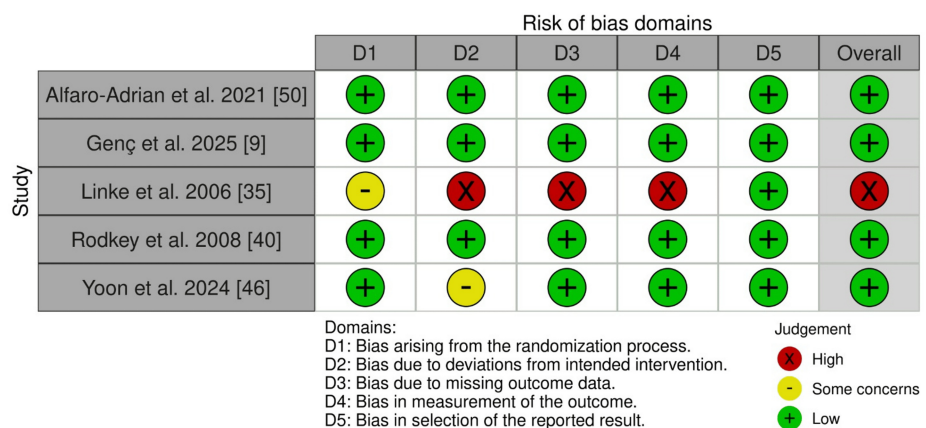 Risk of bias domains
D1 D2 D3 D4 D5 Overall
Study
Alfaro-Adrian et al. 2021 [50] + + + + + +
Genç et al. 2025 [9] + + + + + +
Linke et al. 2006 [35] - X X X + X
Rodkey et al. 2008 [40] + + + + + +
Yoon et al. 2024 [46] + - + + + +
Domains:
D1: Bias arising from the randomization process.
D2: Bias due to deviations from intended intervention.
D3: Bias due to missing outcome data.
D4: Bias in measurement of the outcome.
D5: Bias in selection of the reported result.
Judgement
X High
- Some concerns
+ Low